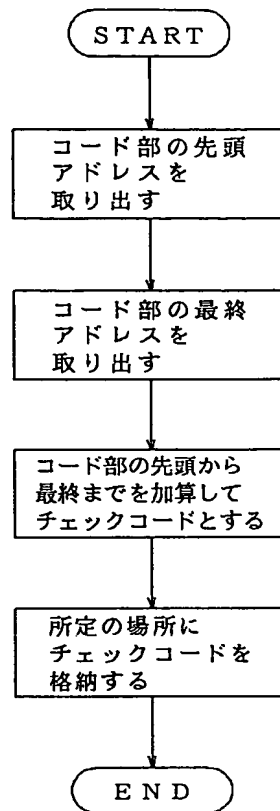 START
コード部の先頭
アドレスを
取り出す
コード部の最終
アドレスを
取り出す
コード部の先頭から
最終までを加算して
チェックコードとする
所定の場所に
チェックコードを
格納する
END